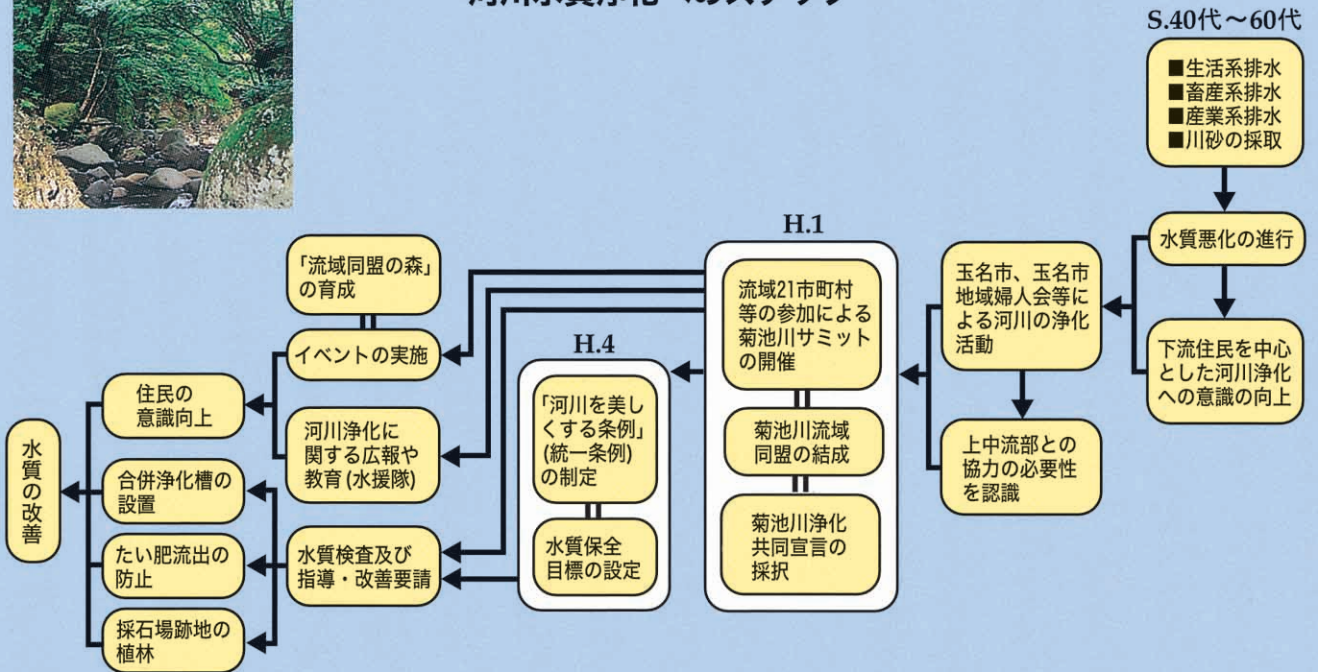 S.40代～60代
■生活系排水
■畜産系排水
■産業系排水
■川砂の採取
水質悪化の進行
下流住民を中心
とした河川浄化
への意識の向上
玉名市、玉名市
地域婦人会等に
よる河川の浄化
活動
上中流部との
協力の必要性
を認識
H.1
流域21市町村
等の参加による
菊池川サミット
の開催
菊池川流域
同盟の結成
菊池川浄化
共同宣言の
採択
H.4
「河川を美し
くする条例」
(統一条例)
の制定
水質保全
目標の設定
「流域同盟の森」
の育成
イベントの実施
河川浄化に
関する広報や
教育(水援隊)
水質検査及び
指導・改善要請
住民の
意識向上
合併浄化槽の
設置
たい肥流出の
防止
採石場跡地の
植林
水質の改善